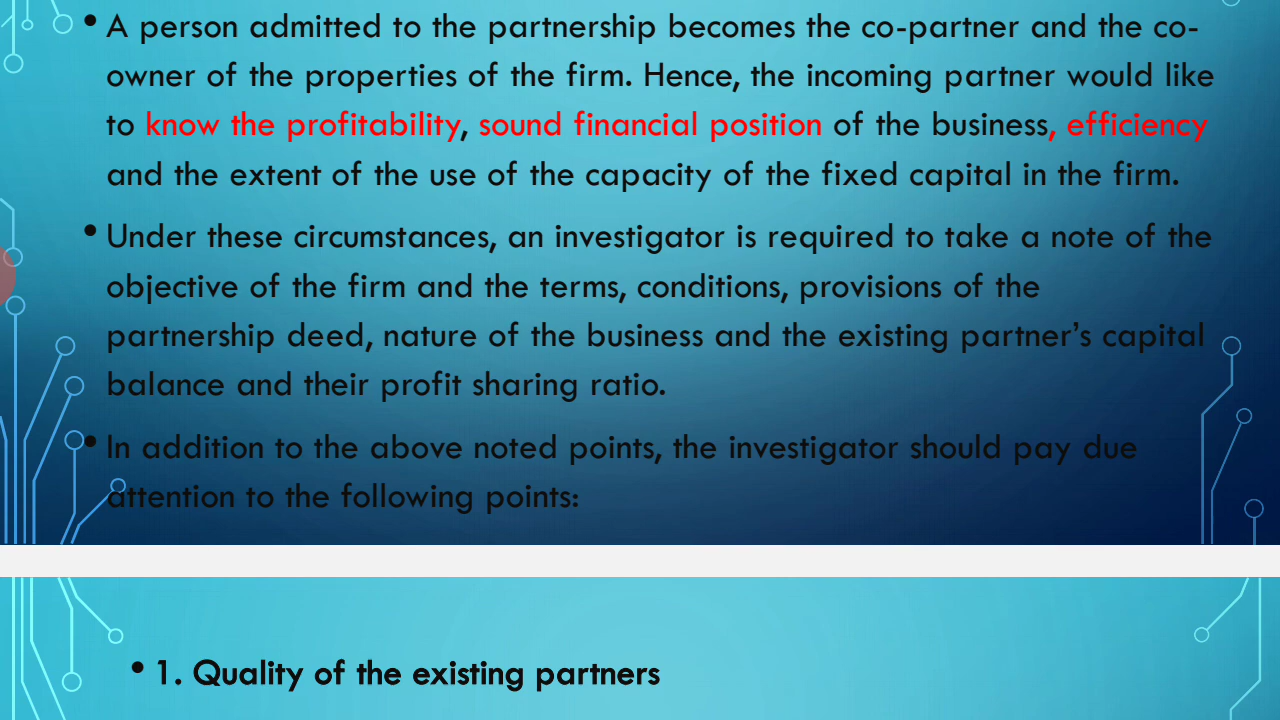 • A person admitted to the partnership becomes the co-partner and the co-
owner of the properties of the firm. Hence, the incoming partner would like
to know the profitability, sound financial position of the business, efficiency
and the extent of the use of the capacity of the fixed capital in the firm.
• Under these circumstances, an investigator is required to take a note of the
objective of the firm and the terms, conditions, provisions of the
partnership deed, nature of the business and the existing partner’s capital
balance and their profit sharing ratio.
• In addition to the above noted points, the investigator should pay due
attention to the following points:
• 1. Quality of the existing partners